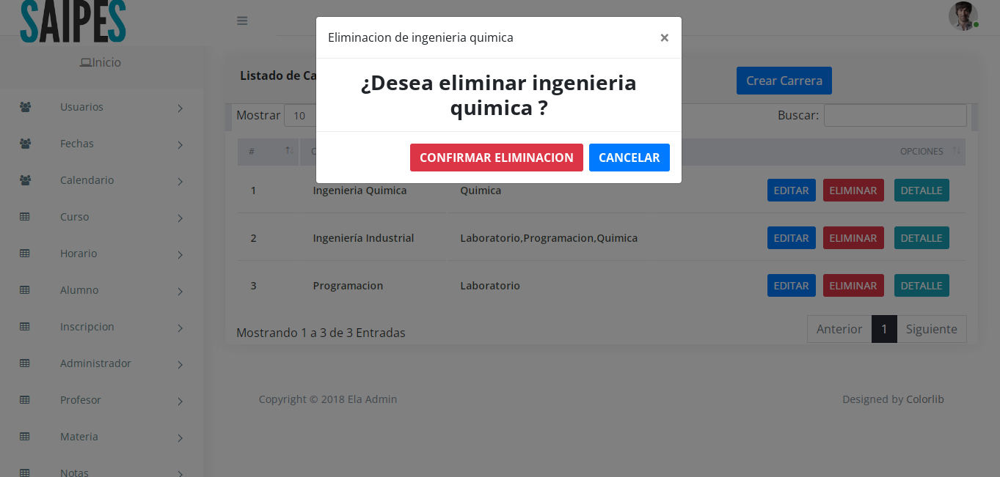 SAIPES
Inicio
Usuarios
Fechas
Calendario
Curso
Horario
Alumno
Inscripcion
Administrador
Profesor
Materia
Notas
Eliminacion de ingenieria quimica ×
¿Desea eliminar ingenieria
quimica ?
CONFIRMAR ELIMINACION CANCELAR
Listado de Ca
Crear Carrera
Mostrar 10
Buscar:
# C OPCIONES
1 Ingenieria Quimica Quimica EDITAR ELIMINAR DETALLE
2 Ingeniería Industrial Laboratorio,Programacion,Quimica EDITAR ELIMINAR DETALLE
3 Programacion Laboratorio EDITAR ELIMINAR DETALLE
Mostrando 1 a 3 de 3 Entradas
Anterior 1 Siguiente
Copyright © 2018 Ela Admin
Designed by Colorlib